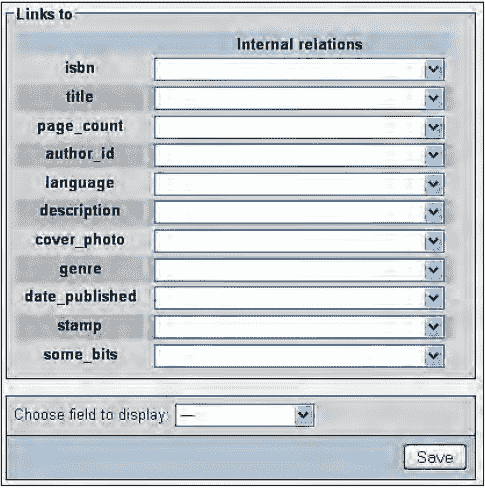 Links to
Internal relations
isbn
title
page_count
author_id
language
description
cover_photo
genre
date_published
stamp
some_bits
Choose field to display: ---
Save